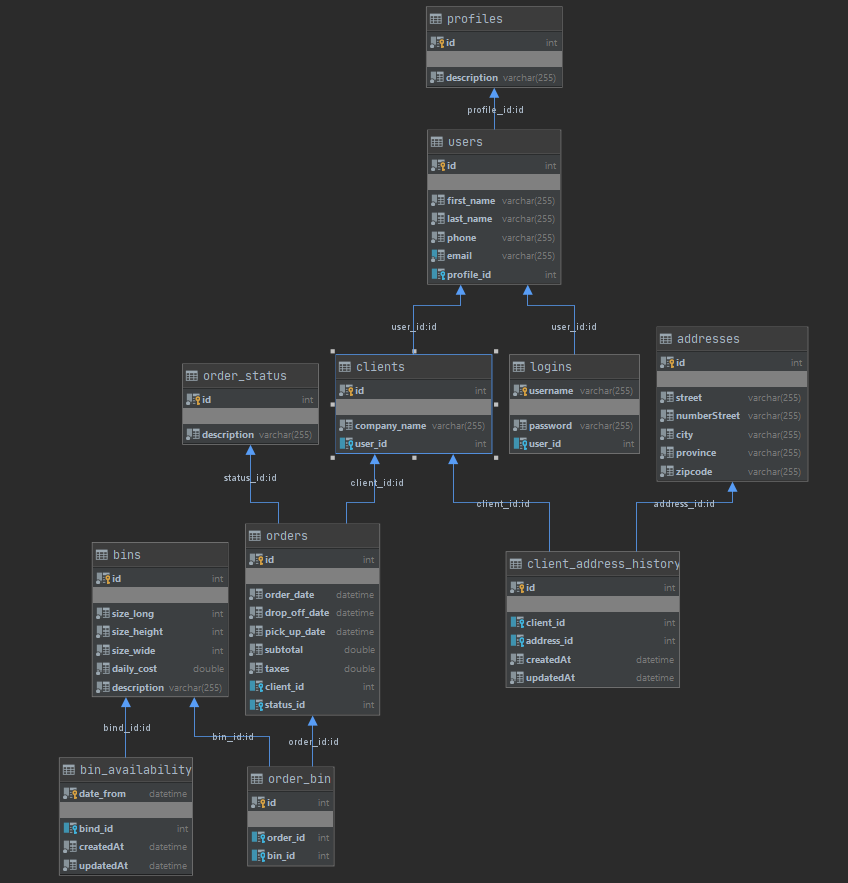 profiles
id int
description varchar(255)
profile_id:id
users
id int
first_name varchar(255)
last_name varchar(255)
phone varchar(255)
email varchar(255)
profile_id int
user_id:id
user_id:id
addresses
id int
street varchar(255)
numberStreet varchar(255)
city varchar(255)
province varchar(255)
zipcode varchar(255)
clients
id int
company_name varchar(255)
user_id int
logins
username varchar(255)
password varchar(255)
user_id int
order_status
id int
description varchar(255)
status_id:id
client_id:id
client_id:id
address_id:id
orders
id int
order_date datetime
drop_off_date datetime
pick_up_date datetime
subtotal double
taxes double
client_id int
status_id int
bins
id int
size_long int
size_height int
size_wide int
daily_cost double
description varchar(255)
client_address_history
id int
client_id int
address_id int
createdAt datetime
updatedAt datetime
bind_id:id
bin_id:id
order_id:id
bin_availability
date_from datetime
bind_id int
createdAt datetime
updatedAt datetime
order_bin
id int
order_id int
bin_id int